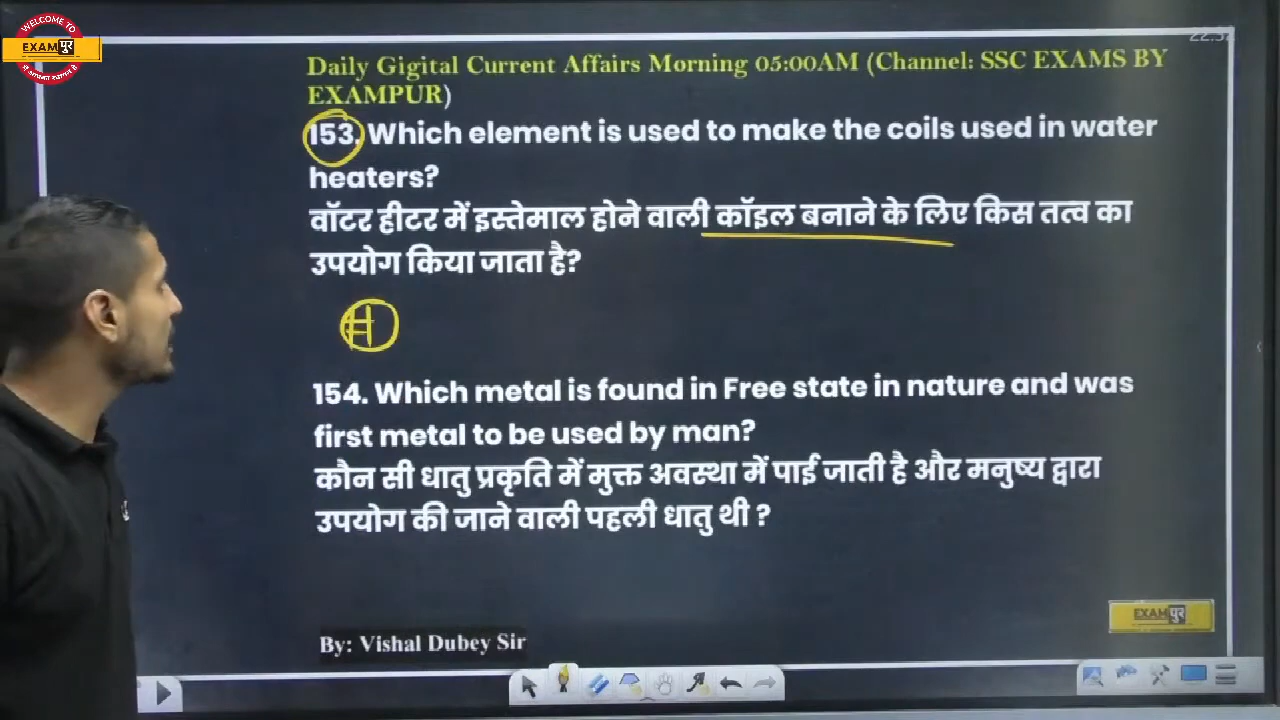 WELCOME TO
EXAMपुर
22:32
Daily Gigital Current Affairs Morning 05:00AM (Channel: SSC EXAMS BY
EXAMPUR)
153. Which element is used to make the coils used in water
heaters?
वॉटर हीटर में इस्तेमाल होने वाली कॉइल बनाने के लिए किस तत्व का
उपयोग किया जाता है?
154. Which metal is found in Free state in nature and was
first metal to be used by man?
कौन सी धातु प्रकृति में मुक्त अवस्था में पाई जाती है और मनुष्य द्वारा
उपयोग की जाने वाली पहली धातु थी ?
EXAMपुर
By: Vishal Dubey Sir